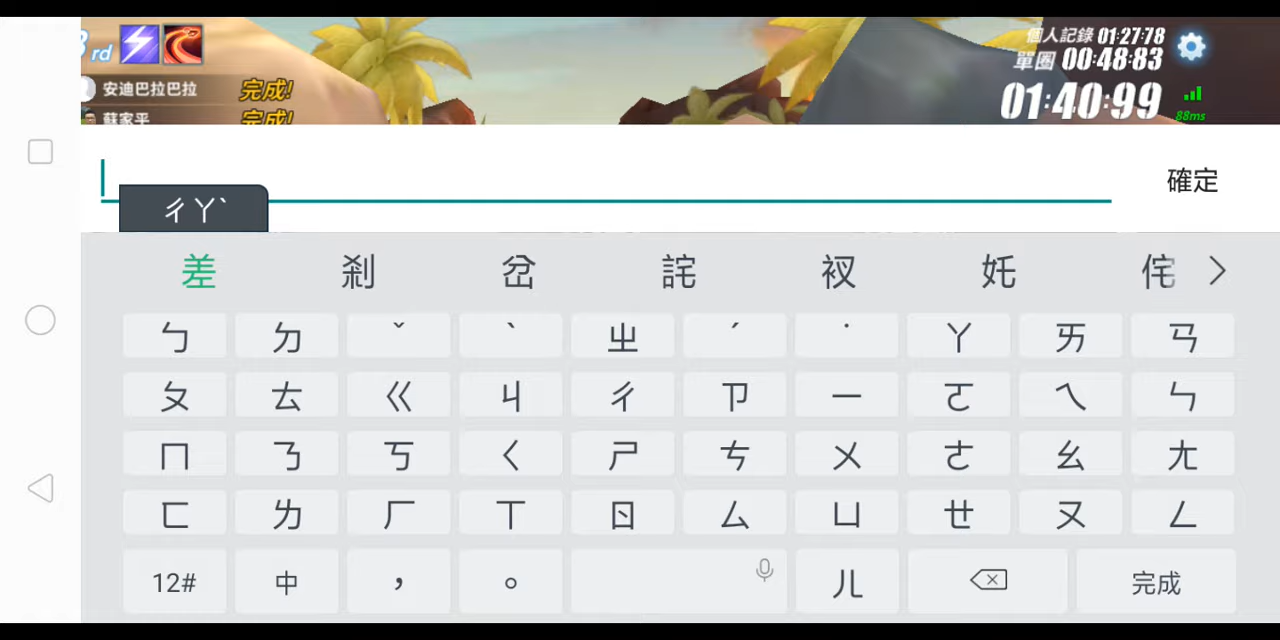 3rd
個人記錄 01:27:78
單圈 00:48:83
01:40:99
88ms
安迪巴拉巴拉 完成!
蘇家平 完成!
確定
ㄔㄚˋ
差 剎 岔 詫 衩 奼 侘
ㄅ ㄉ ˇ ˋ ㄓ ˊ ˙ ㄚ ㄞ ㄢ
ㄆ ㄊ ㄍ ㄐ ㄔ ㄗ ㄧ ㄛ ㄟ ㄣ
ㄇ ㄋ ㄎ ㄑ ㄕ ㄘ ㄨ ㄜ ㄠ ㄤ
ㄈ ㄌ ㄏ ㄒ ㄖ ㄙ ㄩ ㄝ ㄡ ㄥ
12# 中 , 。 ㄦ 完成